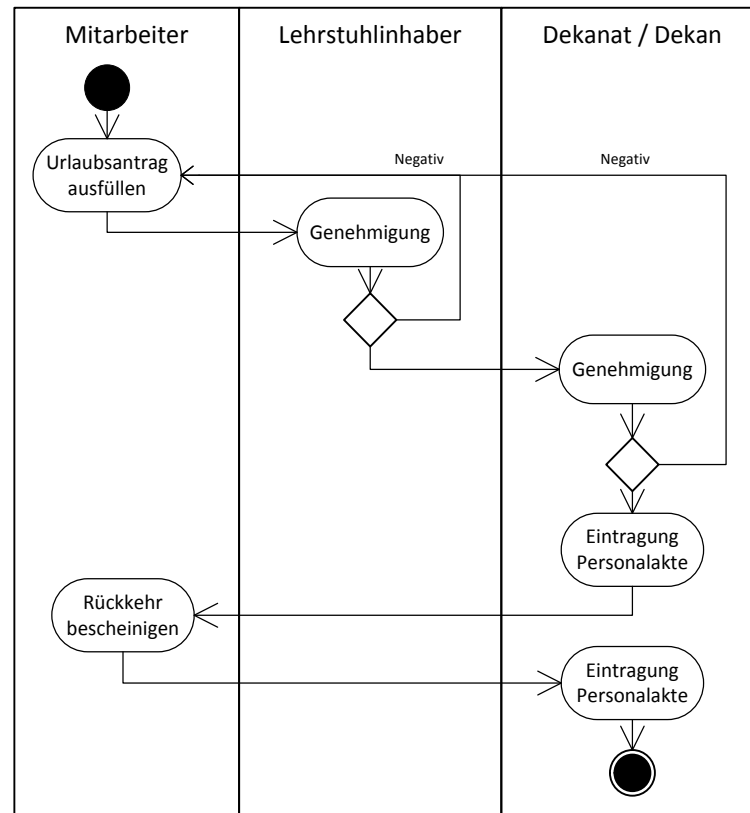 Mitarbeiter
Lehrstuhlinhaber
Dekanat / Dekan
Urlaubsantrag
ausfüllen
Negativ
Negativ
Genehmigung
Genehmigung
Eintragung
Personalakte
Rückkehr
bescheinigen
Eintragung
Personalakte